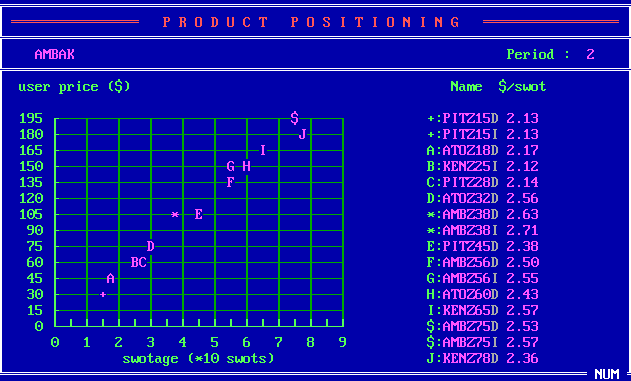 PRODUCT POSITIONING
AMBAK Period : 2
user price ($) Name $/swot
195 $ +:PITZ15D 2.13
180 J +:PITZ15I 2.13
165 I A:ATOZ18D 2.17
150 G H B:KENZ25I 2.12
135 F C:PITZ28D 2.14
120 D:ATOZ32D 2.56
105 * E *:AMBZ38D 2.63
90 *:AMBZ38I 2.71
75 D E:PITZ45D 2.38
60 BC F:AMBZ56D 2.50
45 A G:AMBZ56I 2.55
30 + H:ATOZ60D 2.43
15 I:KENZ65D 2.57
0 $:AMBZ75D 2.53
0 1 2 3 4 5 6 7 8 9 $:AMBZ75I 2.57
swotage (*10 swots) J:KENZ78D 2.36
NUM